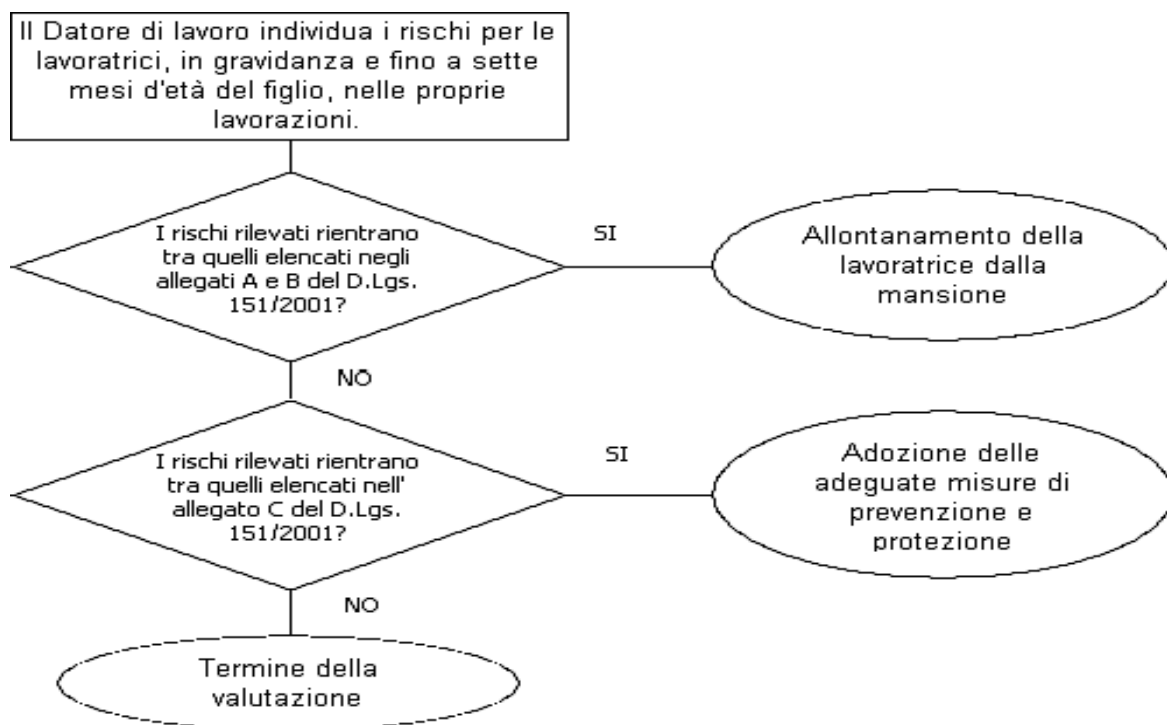 Il Datore di lavoro individua i rischi per le
lavoratrici, in gravidanza e fino a sette
mesi d'età del figlio, nelle proprie
lavorazioni.
I rischi rilevati rientrano
tra quelli elencati negli
allegati A e B del D.Lgs.
151/2001?
SI
Allontanamento della
lavoratrice dalla
mansione
NO
I rischi rilevati rientrano
tra quelli elencati nell'
allegato C del D.Lgs.
151/2001?
SI
Adozione delle
adeguate misure di
prevenzione e
protezione
NO
Termine della
valutazione